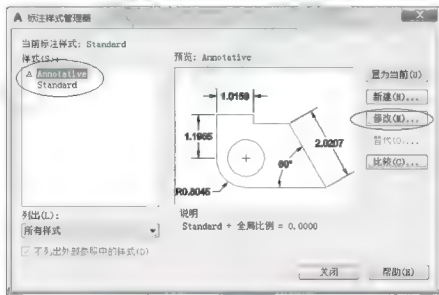 标注样式管理器
当前标注样式: Standard
样式(S):
Annotative
Standard
预览: Annotative
1.0159
1.1955
2.0207
60°
R0.8045
置为当前(U)
新建(N)...
修改(M)...
替代(O)...
比较(C)...
列出(L):
所有样式
不列出外部参照中的样式(D)
说明
Standard + 全局比例 = 0.0000
关闭
帮助(H)